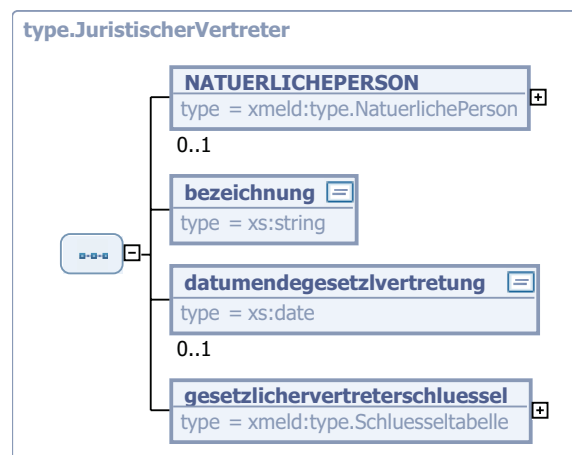 type.JuristischerVertreter
NATUERLICHEPERSON
type = xmeld:type.NatuerlichePerson
0..1
bezeichnung
type = xs:string
datumendegesetzlvertretung
type = xs:date
0..1
gesetzlichervertreterschluessel
type = xmeld:type.Schluesseltabelle